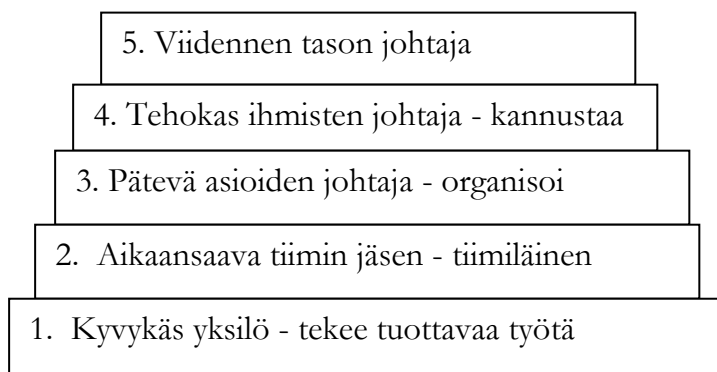 5. Viidennen tason johtaja
4. Tehokas ihmisten johtaja - kannustaa
3. Pätevä asioiden johtaja - organisoi
2. Aikaansaava tiimin jäsen - tiimiläinen
1. Kyvykäs yksilö - tekee tuottavaa työtä